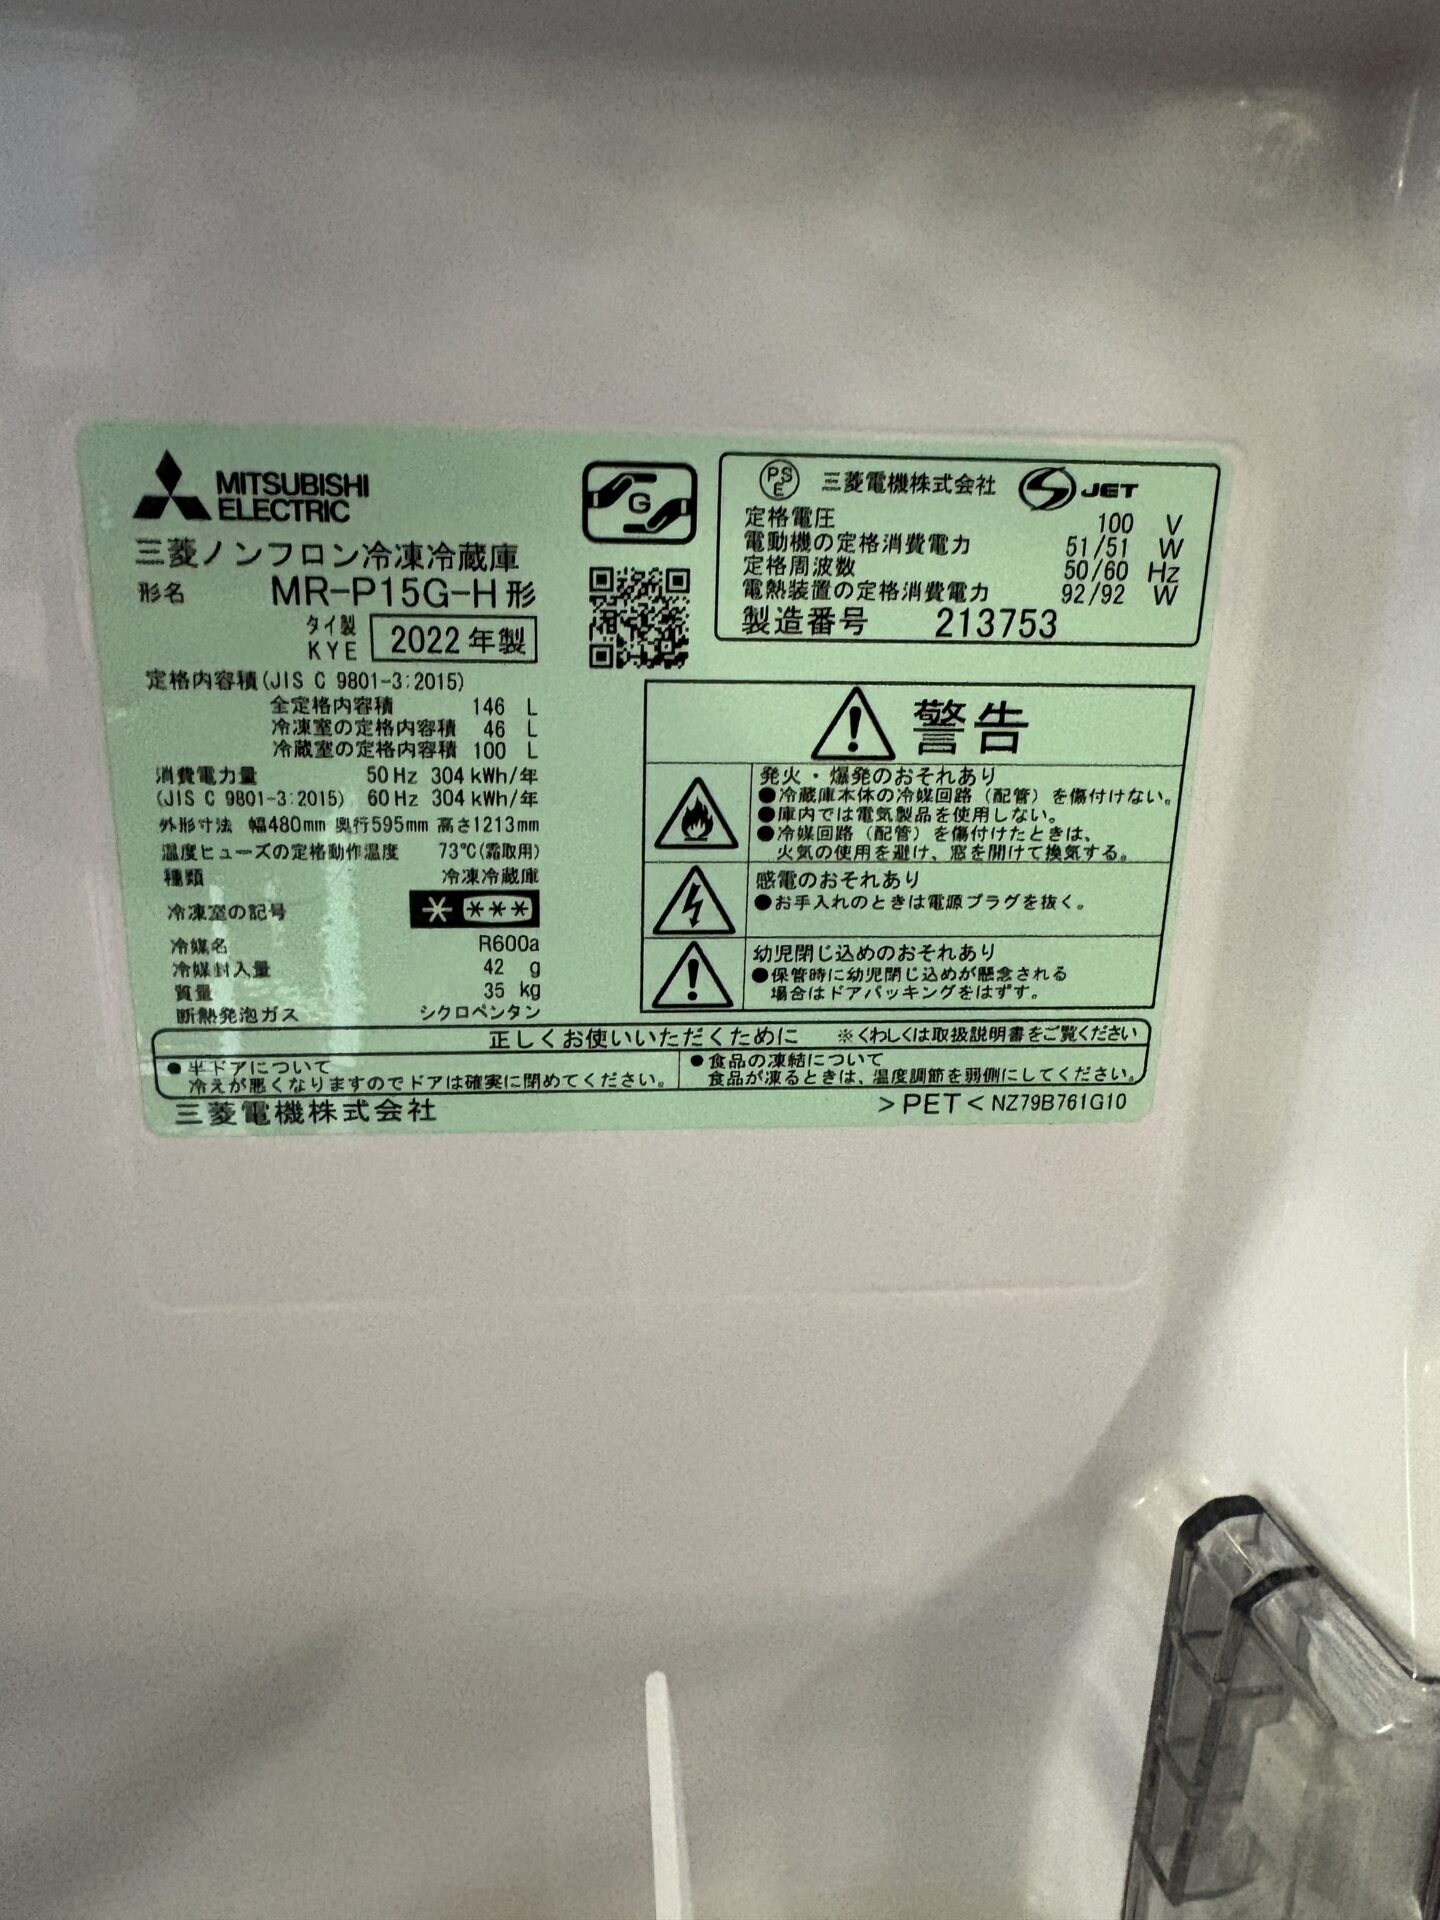 MITSUBISHI
ELECTRIC
三菱ノンフロン冷凍冷蔵庫
形名 MR-P15G-H形
タイ製
KYE 2022年製
定格内容積(JIS C 9801-3:2015)
全定格内容積 146 L
冷凍室の定格内容積 46 L
冷蔵室の定格内容積 100 L
消費電力量 50Hz 304kWh/年
(JIS C 9801-3:2015) 60Hz 304kWh/年
外形寸法 幅480mm 奥行595mm 高さ1213mm
温度ヒューズの定格動作温度 73℃(霜取用)
種類 冷凍冷蔵庫
冷凍室の記号 * ***
冷媒名 R600a
冷媒封入量 42 g
質量 35 kg
断熱発泡ガス シクロペンタン
G
PSE 三菱電機株式会社 JET
定格電圧 100 V
電動機の定格消費電力 51/51 W
定格周波数 50/60 Hz
電熱装置の定格消費電力 92/92 W
製造番号 213753
警告
発火・爆発のおそれあり
●冷蔵庫本体の冷媒回路(配管)を傷付けない。
●庫内では電気製品を使用しない。
●冷媒回路(配管)を傷付けたときは、
火気の使用を避け、窓を開けて換気する。
感電のおそれあり
●お手入れのときは電源プラグを抜く。
幼児閉じ込めのおそれあり
●保管時に幼児閉じ込めが懸念される
場合はドアパッキングをはずす。
正しくお使いいただくために ※くわしくは取扱説明書をご覧ください
●半ドアについて
冷えが悪くなりますのでドアは確実に閉めてください。
●食品の凍結について
食品が凍るときは、温度調節を弱側にしてください。
三菱電機株式会社
>PET< NZ79B761G10